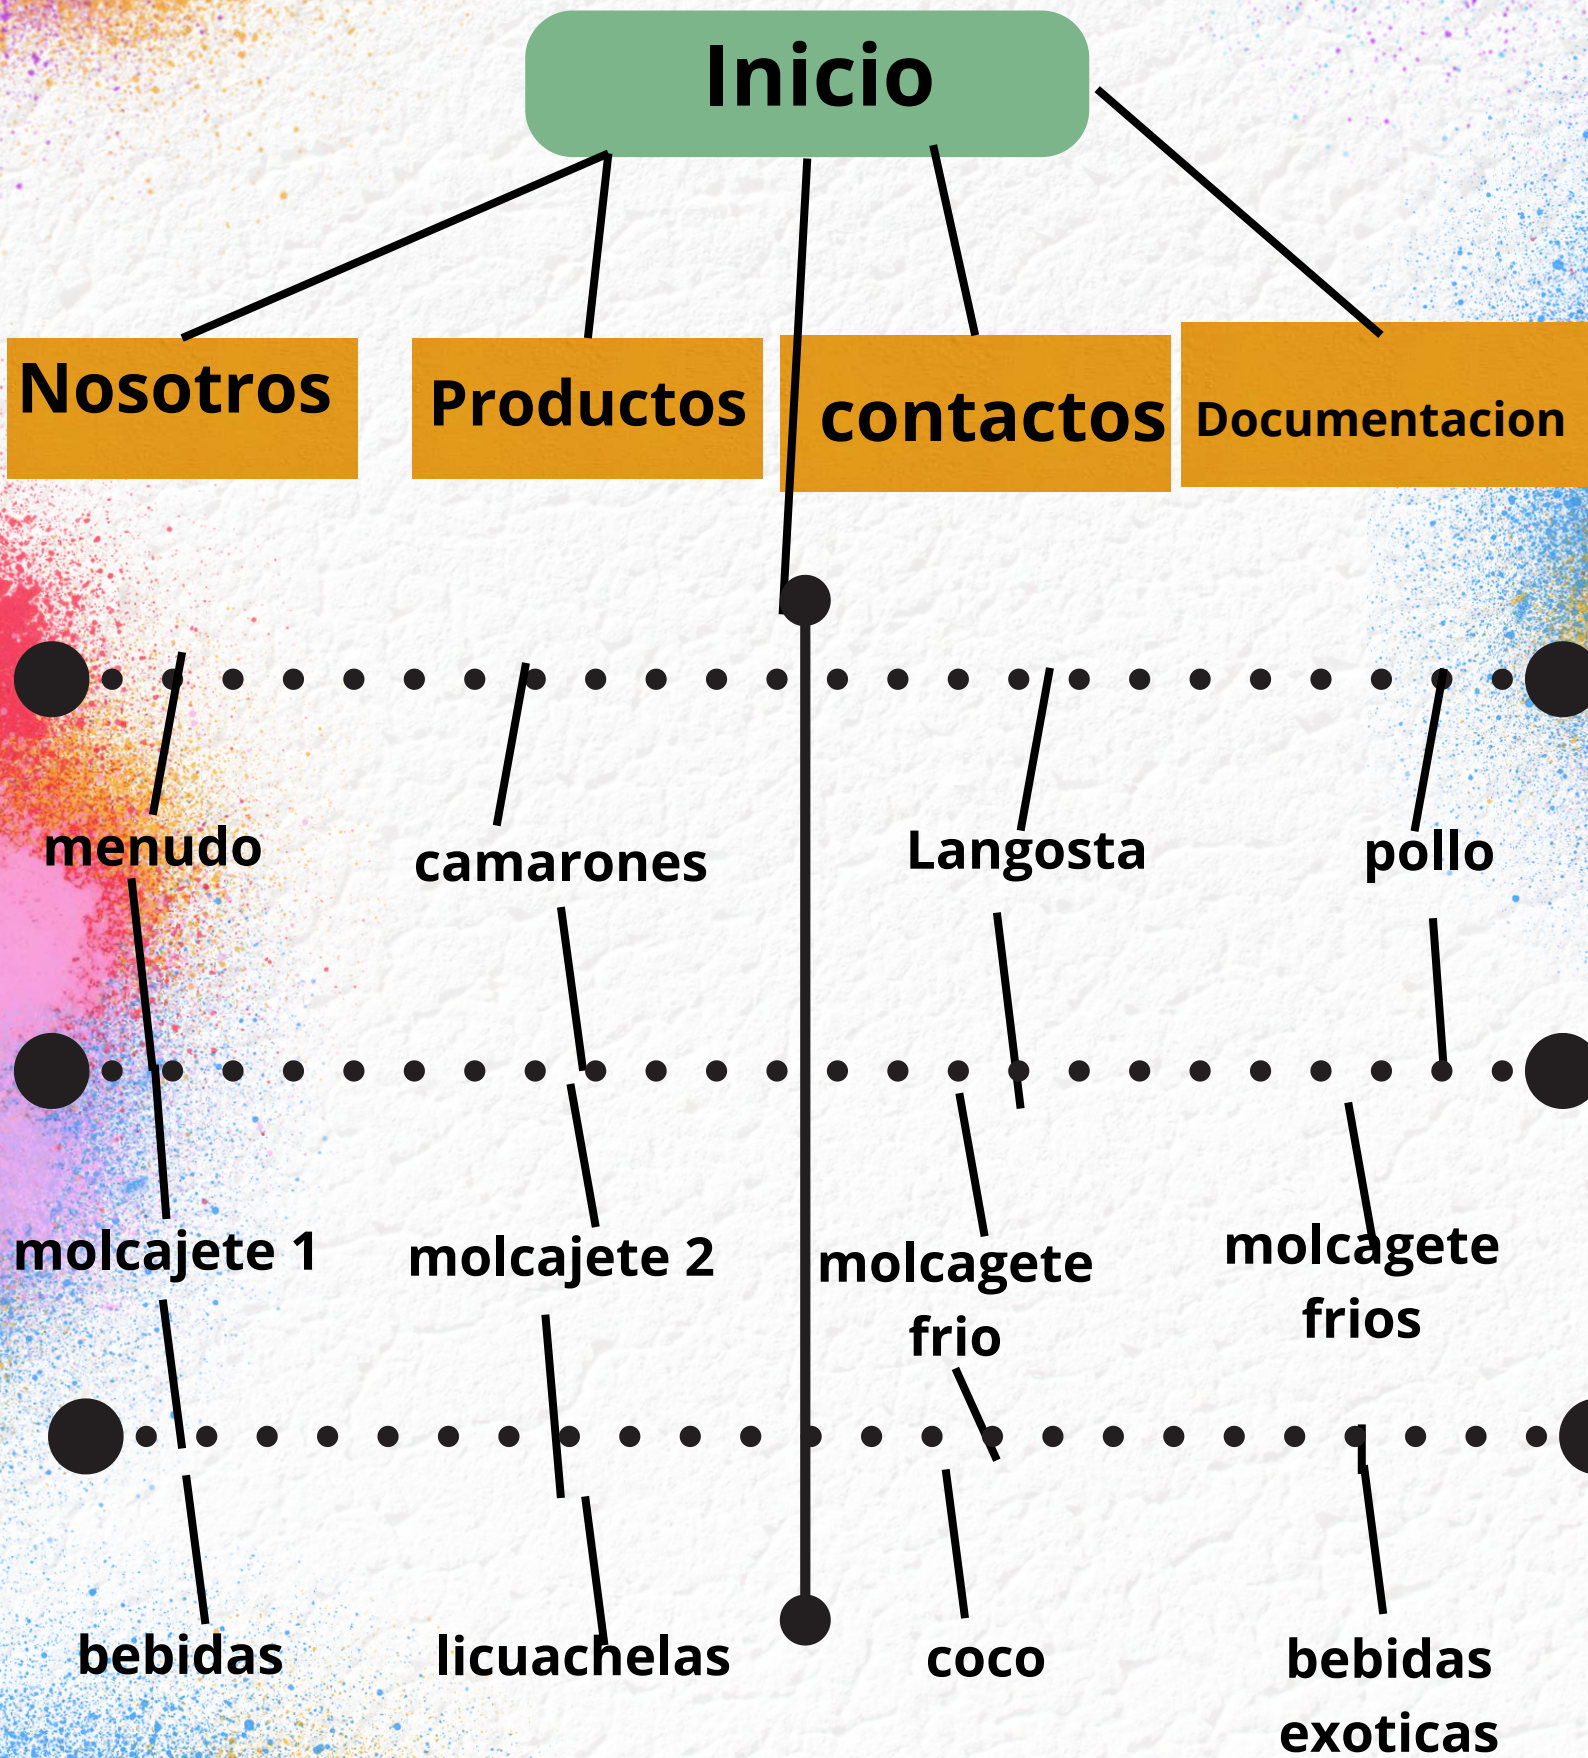 Inicio
Nosotros
Productos
contactos
Documentacion
menudo
camarones
Langosta
pollo
molcajete 1
molcajete 2
molcagete
frio
molcagete
frios
bebidas
licuachelas
coco
bebidas
exoticas